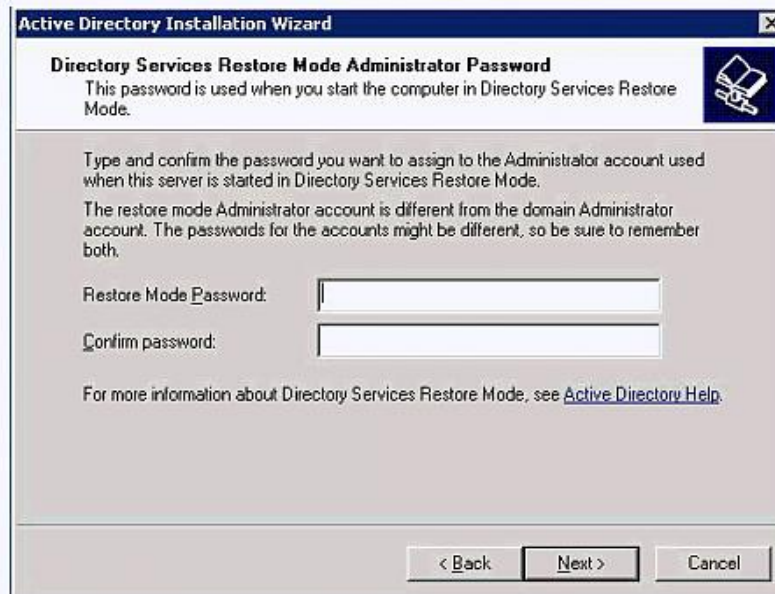 Active Directory Installation Wizard
Directory Services Restore Mode Administrator Password
This password is used when you start the computer in Directory Services Restore
Mode.
Type and confirm the password you want to assign to the Administrator account used
when this server is started in Directory Services Restore Mode.
The restore mode Administrator account is different from the domain Administrator
account. The passwords for the accounts might be different, so be sure to remember
both.
Restore Mode Password:
Confirm password:
For more information about Directory Services Restore Mode, see Active Directory Help.
< Back
Next >
Cancel